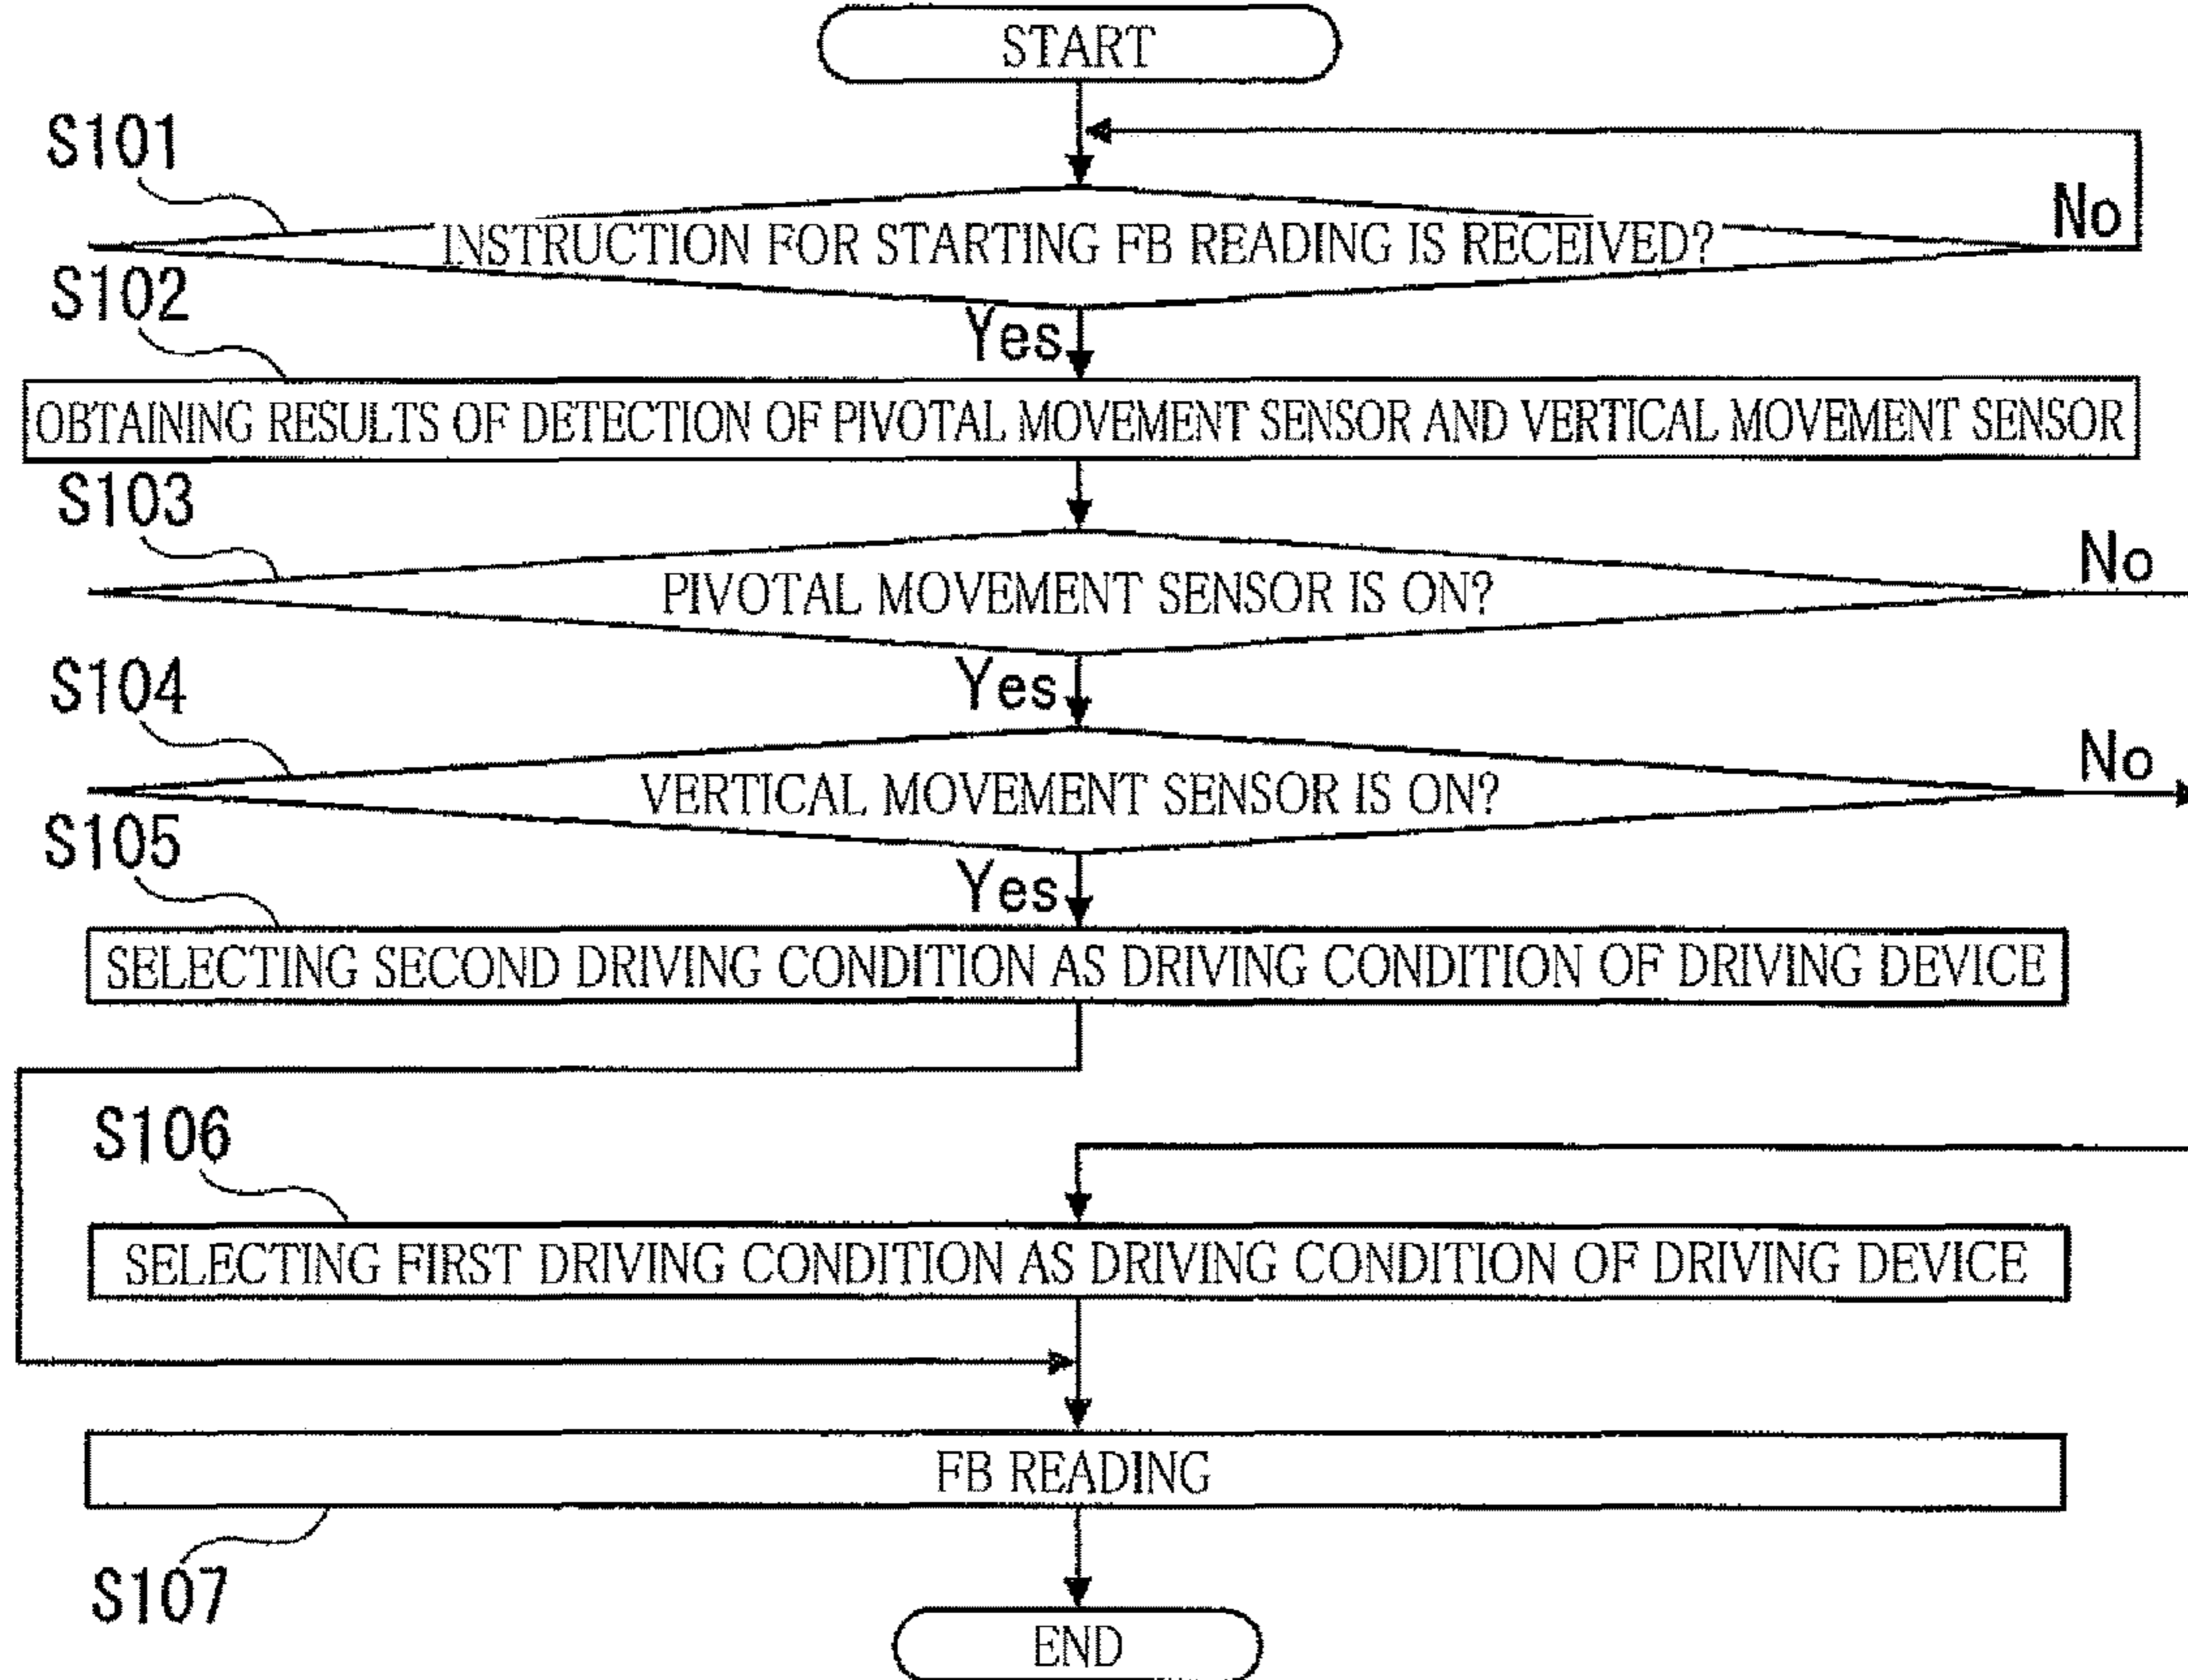 START
S101
INSTRUCTION FOR STARTING FB READING IS RECEIVED?
No
Yes
S102
OBTAINING RESULTS OF DETECTION OF PIVOTAL MOVEMENT SENSOR AND VERTICAL MOVEMENT SENSOR
S103
PIVOTAL MOVEMENT SENSOR IS ON?
No
Yes
S104
VERTICAL MOVEMENT SENSOR IS ON?
No
Yes
S105
SELECTING SECOND DRIVING CONDITION AS DRIVING CONDITION OF DRIVING DEVICE
S106
SELECTING FIRST DRIVING CONDITION AS DRIVING CONDITION OF DRIVING DEVICE
FB READING
S107
END